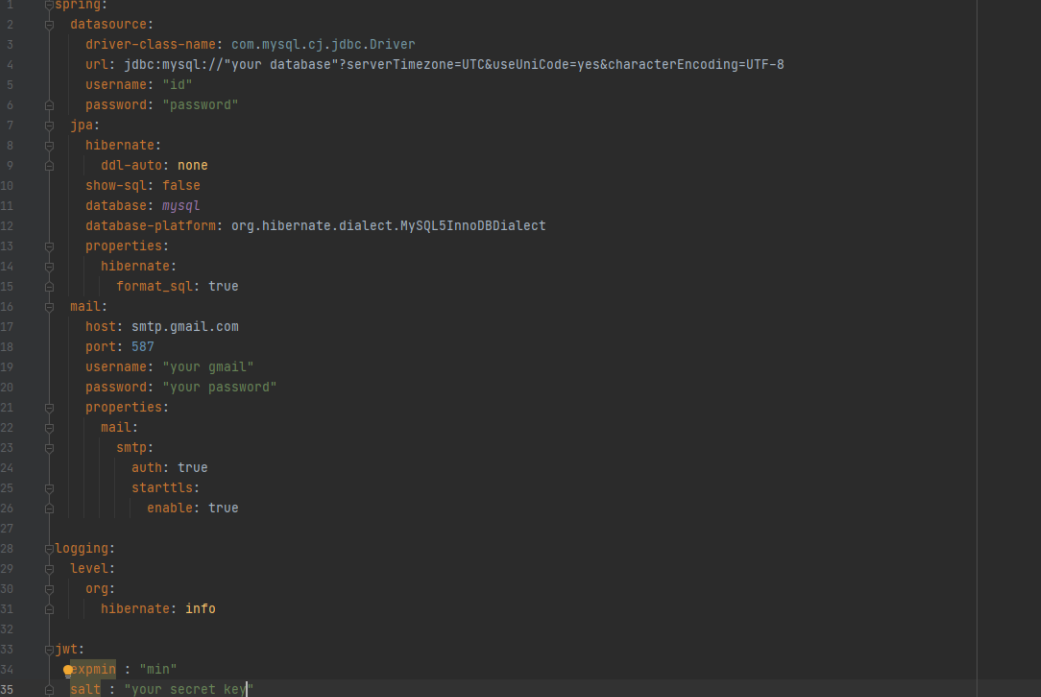 1 spring:
2   datasource:
3     driver-class-name: com.mysql.cj.jdbc.Driver
4     url: jdbc:mysql://"your database"?serverTimezone=UTC&useUniCode=yes&characterEncoding=UTF-8
5     username: "id"
6     password: "password"
7   jpa:
8     hibernate:
9       ddl-auto: none
10     show-sql: false
11     database: mysql
12     database-platform: org.hibernate.dialect.MySQL5InnoDBDialect
13     properties:
14       hibernate:
15         format_sql: true
16   mail:
17     host: smtp.gmail.com
18     port: 587
19     username: "your gmail"
20     password: "your password"
21     properties:
22       mail:
23         smtp:
24           auth: true
25           starttls:
26             enable: true
27
28 logging:
29   level:
30     org:
31       hibernate: info
32
33 jwt:
34   expmin : "min"
35   salt : "your secret key"